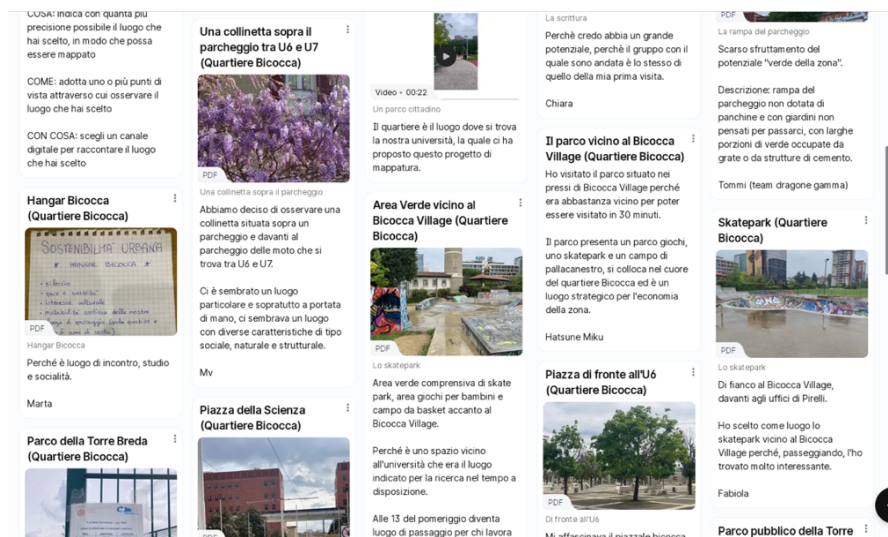 COSA: indica con quanta più
precisione possibile il luogo che
hai scelto, in modo che possa
essere mappato
COME: adotta uno o più punti di
vista attraverso cui osservare il
luogo che hai scelto
CON COSA: scegli un canale
digitale per raccontare il luogo
che hai scelto
Hangar Bicocca
(Quartiere Bicocca)
SOSTENIBILITÀ URBANA
HANGAR BICOCCA
PDF
Hangar Bicocca
Perché è luogo di incontro, studio
e socialità.
Marta
Parco della Torre Breda
(Quartiere Bicocca)
Una collinetta sopra il
parcheggio tra U6 e U7
(Quartiere Bicocca)
PDF
Una collinetta sopra il parcheggio
Abbiamo deciso di osservare una
collinetta situata sopra un
parcheggio e davanti al
parcheggio delle moto che si
trova tra U6 e U7.
Ci è sembrato un luogo
particolare e sopratutto a portata
di mano, ci sembrava un luogo
con diverse caratteristiche di tipo
sociale, naturale e strutturale.
Mv
Piazza della Scienza
(Quartiere Bicocca)
PDF
Video • 00:22
Un parco cittadino
Il quartiere è il luogo dove si trova
la nostra università, la quale ci ha
proposto questo progetto di
mappatura.
Area Verde vicino al
Bicocca Village (Quartiere
Bicocca)
PDF
Lo skatepark
Area verde comprensiva di skate
park, area giochi per bambini e
campo da basket accanto al
Bicocca Village.
Perché è uno spazio vicino
all'università che era il luogo
indicato per la ricerca nel tempo a
disposizione.
Alle 13 del pomeriggio diventa
luogo di passaggio per chi lavora
La scrittura
Perchè credo abbia un grande
potenziale, perchè il gruppo con il
quale sono andata è lo stesso di
quello della mia prima visita.
Chiara
Il parco vicino al Bicocca
Village (Quartiere Bicocca)
Ho visitato il parco situato nei
pressi di Bicocca Village perché
era abbastanza vicino per poter
essere visitato in 30 minuti.
Il parco presenta un parco giochi,
uno skatepark e un campo di
pallacanestro, si colloca nel cuore
del quartiere Bicocca ed è un
luogo strategico per l'economia
della zona.
Hatsune Miku
Piazza di fronte all'U6
(Quartiere Bicocca)
PDF
Di fronte all'U6
Mi affascinava il piazzale bicocca
PDF
La rampa del parcheggio
Scarso sfruttamento del
potenziale "verde della zona".
Descrizione: rampa del
parcheggio non dotata di
panchine e con giardini non
pensati per passarci, con larghe
porzioni di verde occupate da
grate o da strutture di cemento.
Tommi (team dragone gamma)
Skatepark (Quartiere
Bicocca)
PDF
Lo skatepark
Di fianco al Bicocca Village,
davanti agli uffici di Pirelli.
Ho scelto come luogo lo
skatepark vicino al Bicocca
Village perché, passeggiando, l'ho
trovato molto interessante.
Fabiola
Parco pubblico della Torre